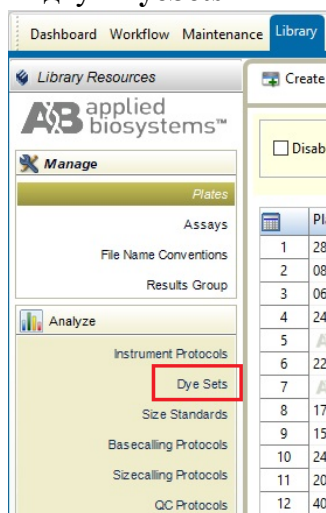 Dashboard Workflow Maintenance Library
Library Resources
Create
AB applied
biosystems™
Disab
Manage
Plates
Assays
File Name Conventions
Results Group
Analyze
Instrument Protocols
Dye Sets
Size Standards
Basecalling Protocols
Sizecalling Protocols
QC Protocols
Pla
1 28
2 08
3 06
4 24
5 A
6 22
7 A
8 17
9 15
10 24
11 20
12 40